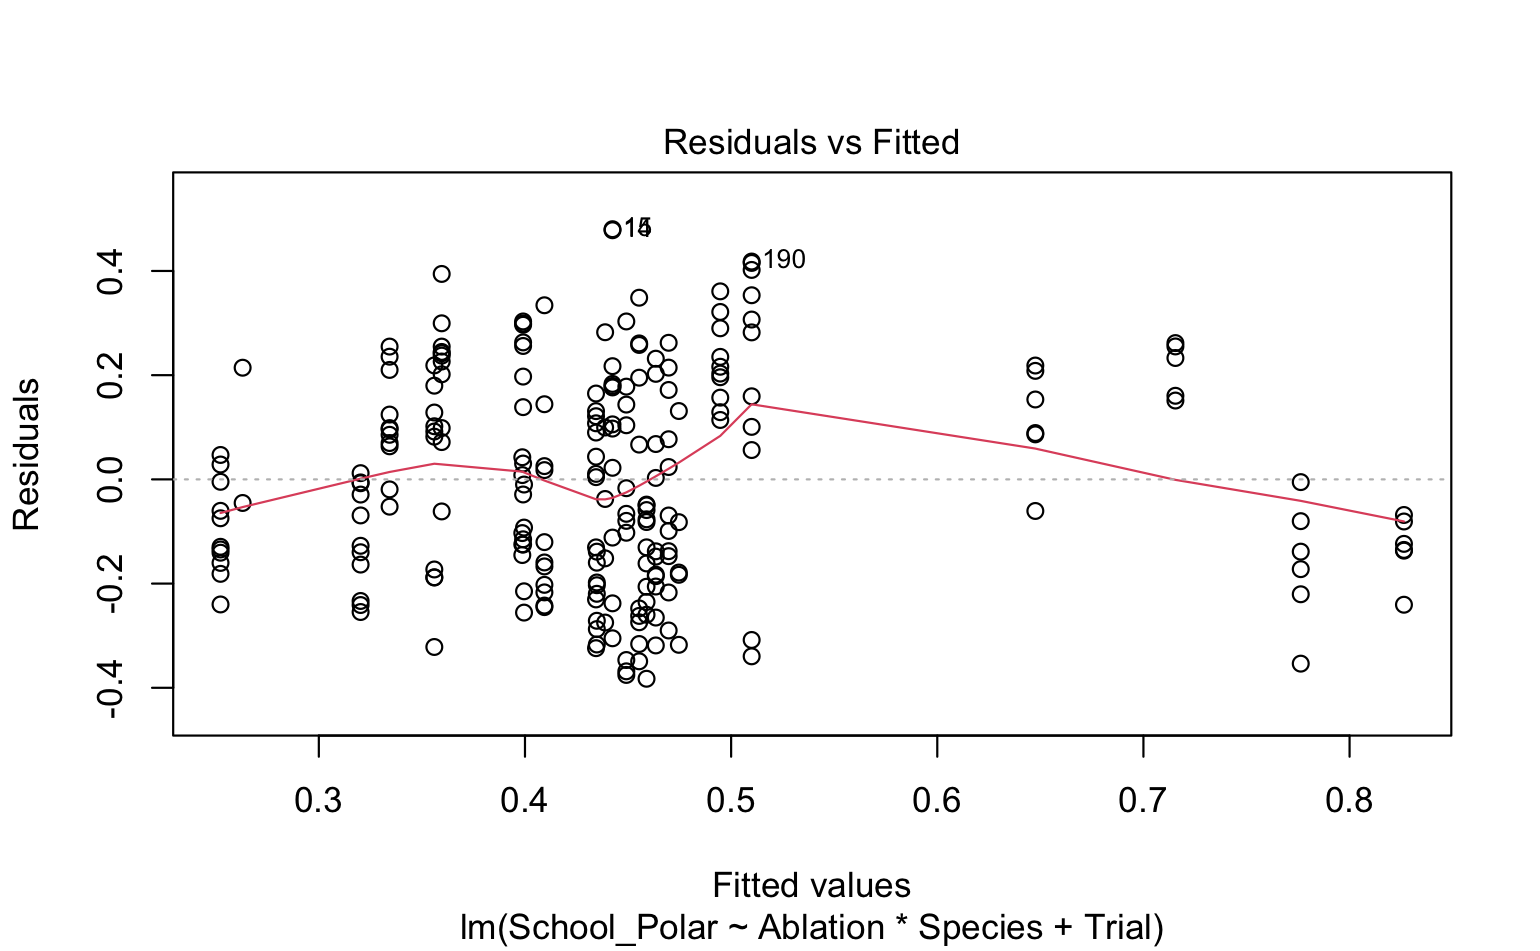 Residuals vs Fitted
Residuals
0.4
0.2
0.0
-0.2
-0.4
190
0.3 0.4 0.5 0.6 0.7 0.8
Fitted values
lm(School_Polar ~ Ablation * Species + Trial)